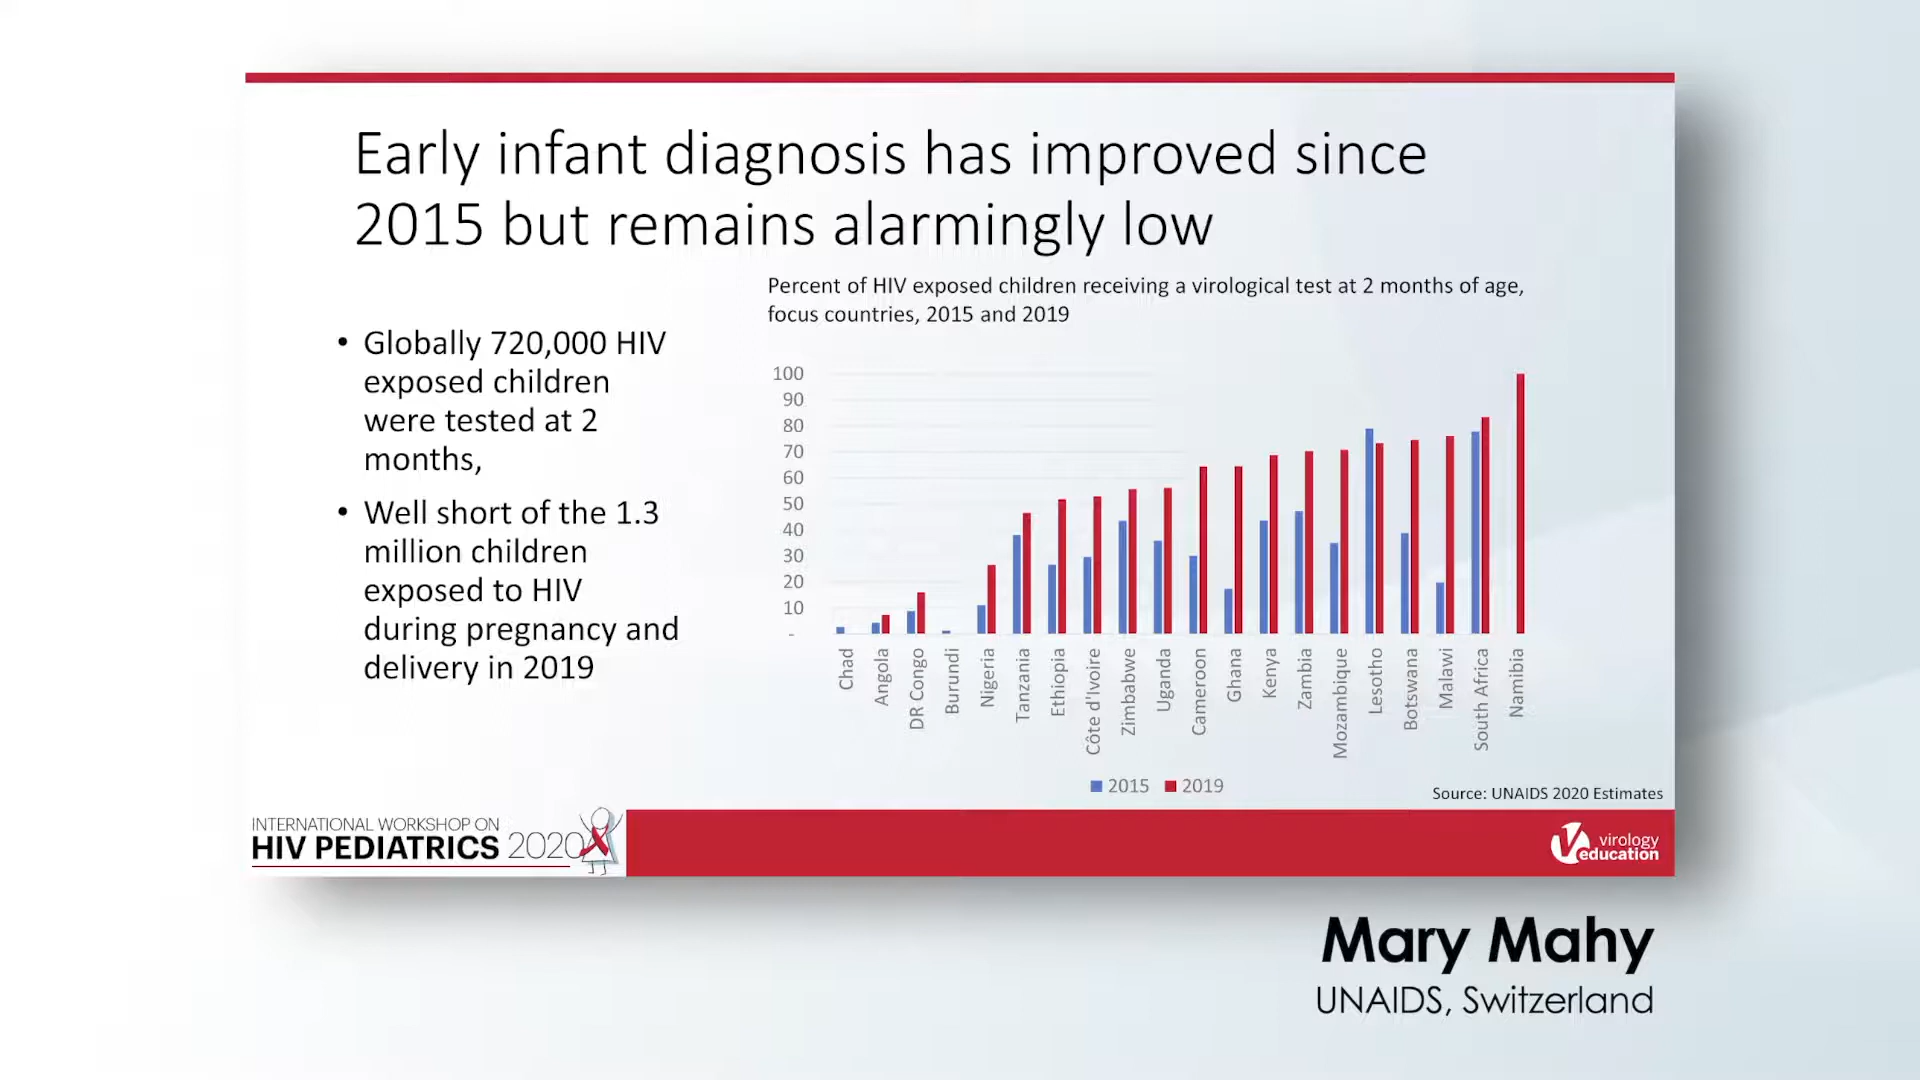 Early infant diagnosis has improved since
2015 but remains alarmingly low
• Globally 720,000 HIV
exposed children
were tested at 2
months,
• Well short of the 1.3
million children
exposed to HIV
during pregnancy and
delivery in 2019
Percent of HIV exposed children receiving a virological test at 2 months of age,
focus countries, 2015 and 2019
100
90
80
70
60
50
40
30
20
10
-
Chad
Angola
DR Congo
Burundi
Nigeria
Tanzania
Ethiopia
Côte d'Ivoire
Zimbabwe
Uganda
Cameroon
Ghana
Kenya
Zambia
Mozambique
Lesotho
Botswana
Malawi
South Africa
Namibia
2015 2019
Source: UNAIDS 2020 Estimates
INTERNATIONAL WORKSHOP ON
HIV PEDIATRICS 2020
virology
education
Mary Mahy
UNAIDS, Switzerland